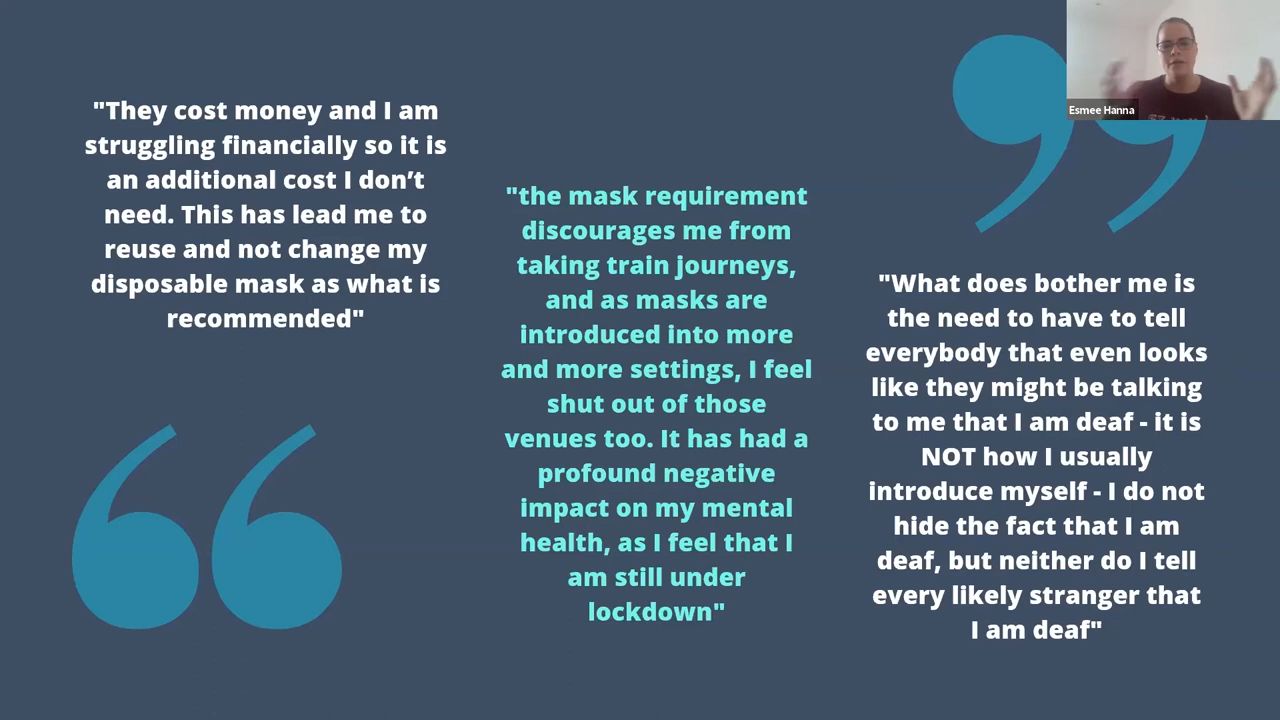 "They cost money and I am
struggling financially so it is
an additional cost I don’t
need. This has lead me to
reuse and not change my
disposable mask as what is
recommended"
"the mask requirement
discourages me from
taking train journeys,
and as masks are
introduced into more
and more settings, I feel
shut out of those
venues too. It has had a
profound negative
impact on my mental
health, as I feel that I
am still under
lockdown"
Esmee Hanna
"What does bother me is
the need to have to tell
everybody that even looks
like they might be talking
to me that I am deaf - it is
NOT how I usually
introduce myself - I do not
hide the fact that I am
deaf, but neither do I tell
every likely stranger that
I am deaf"